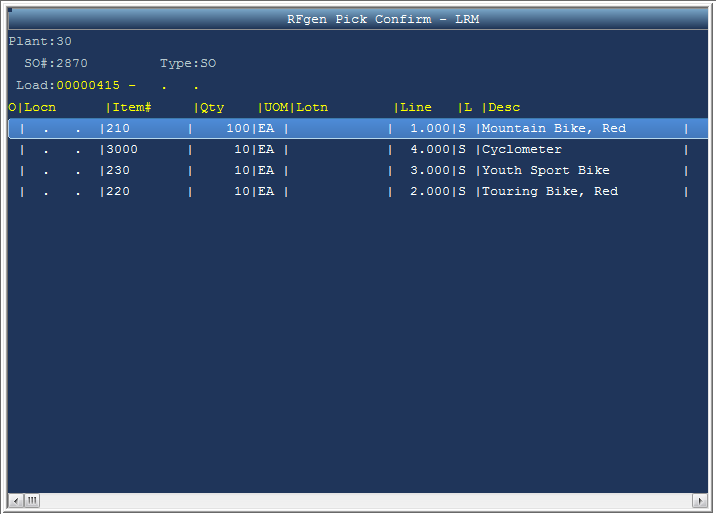 RFgen Pick Confirm - LRM
Plant:30
SO#:2870 Type:SO
Load:00000415 - . .
O|Locn |Item# |Qty |UOM|Lotn |Line |L |Desc
| . . |210 | 100|EA | | 1.000|S |Mountain Bike, Red |
| . . |3000 | 10|EA | | 4.000|S |Cyclometer |
| . . |230 | 10|EA | | 3.000|S |Youth Sport Bike |
| . . |220 | 10|EA | | 2.000|S |Touring Bike, Red |